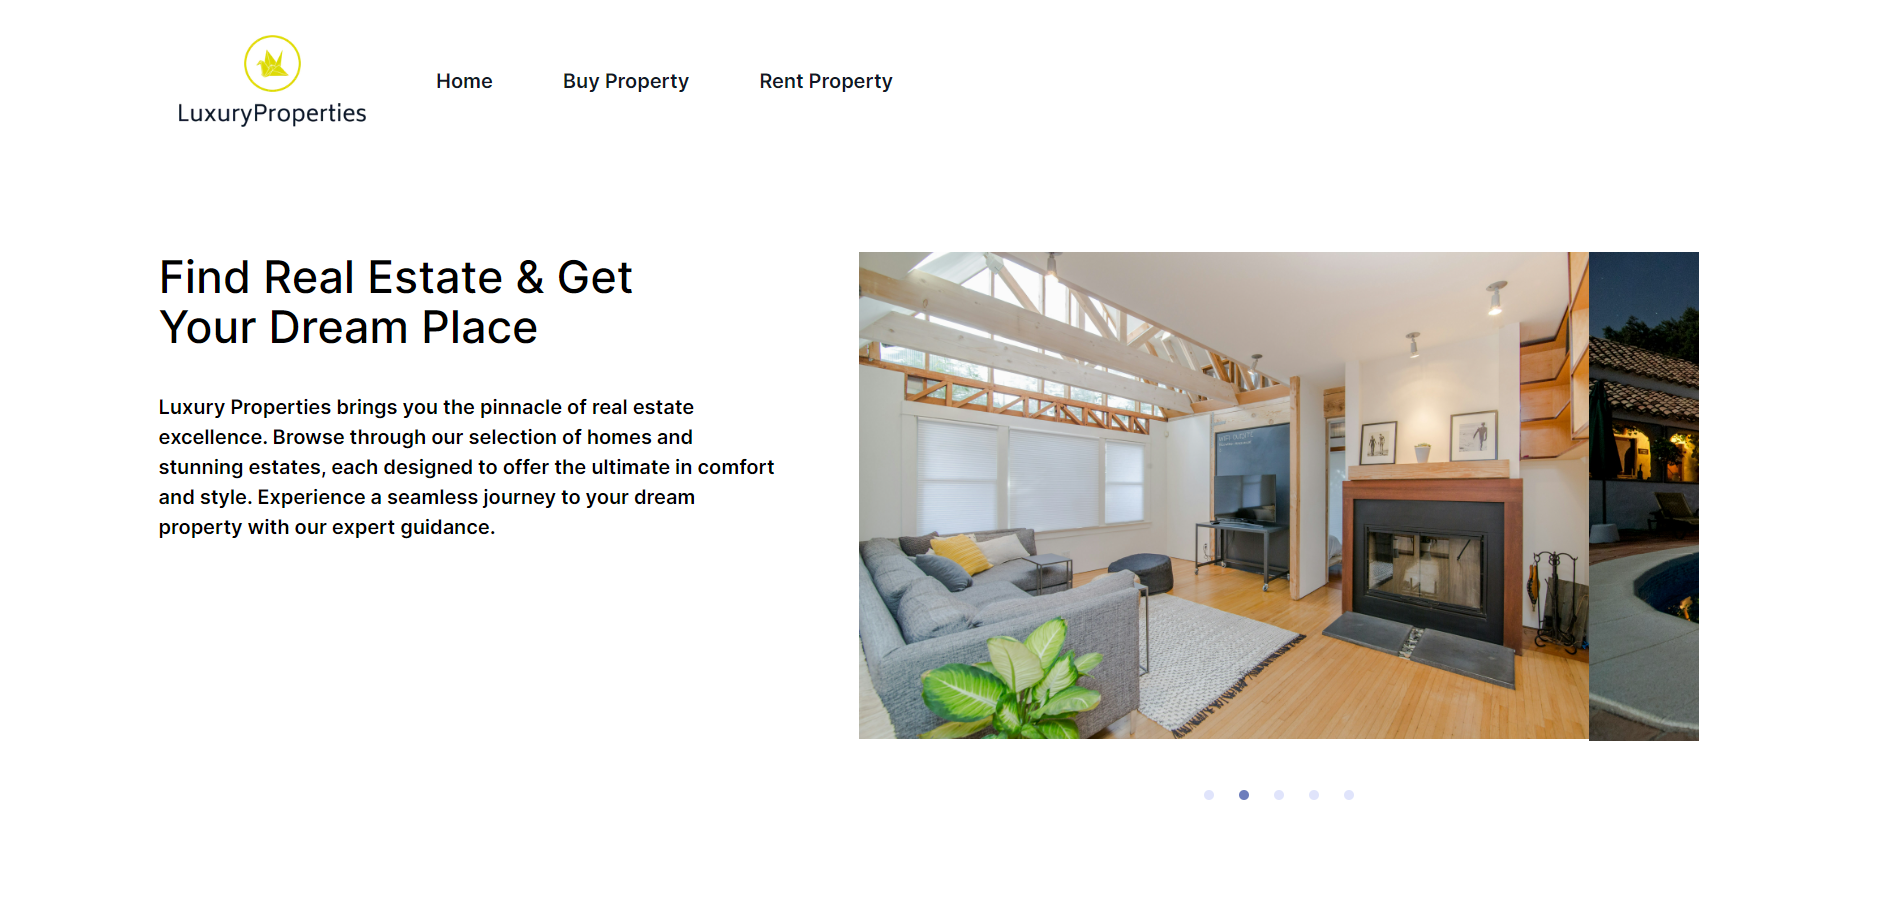 LuxuryProperties
Home
Buy Property
Rent Property
Find Real Estate & Get
Your Dream Place
Luxury Properties brings you the pinnacle of real estate
excellence. Browse through our selection of homes and
stunning estates, each designed to offer the ultimate in comfort
and style. Experience a seamless journey to your dream
property with our expert guidance.